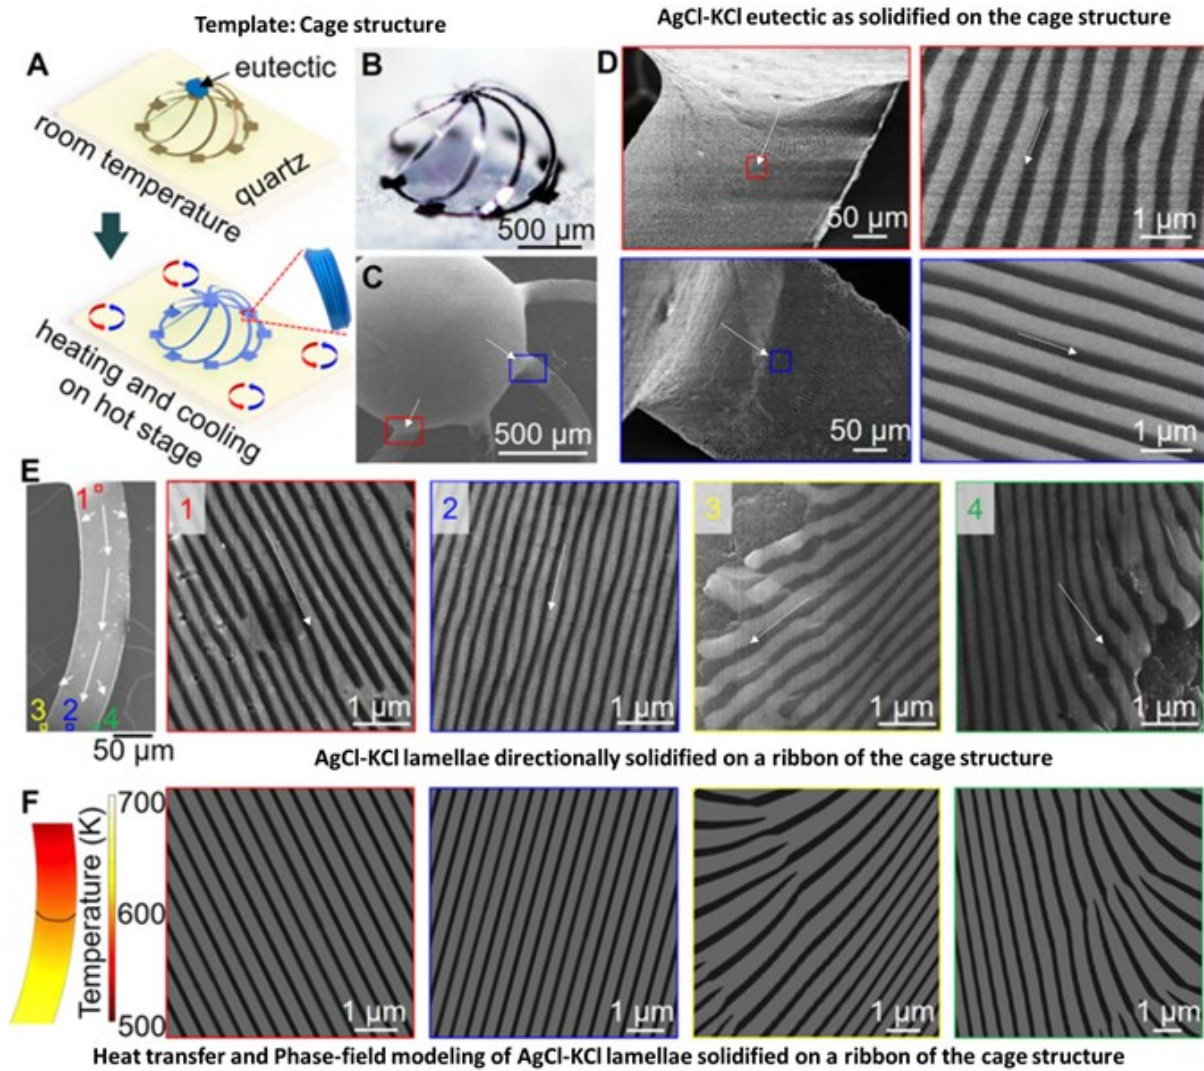 Template: Cage structure
AgCl-KCl eutectic as solidified on the cage structure
A
eutectic
room temperature
quartz
heating and cooling
on hot stage
B
500 µm
C
500 µm
D
50 µm
1 µm
50 µm
1 µm
E
1
3
2
4
50 µm
1
1 µm
2
1 µm
3
1 µm
4
1 µm
AgCl-KCl lamellae directionally solidified on a ribbon of the cage structure
F
Temperature (K)
700
600
500
1 µm
1 µm
1 µm
1 µm
Heat transfer and Phase-field modeling of AgCl-KCl lamellae solidified on a ribbon of the cage structure